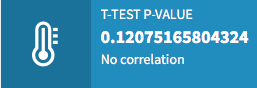 T-TEST P-VALUE
0.12075165804324
No correlation